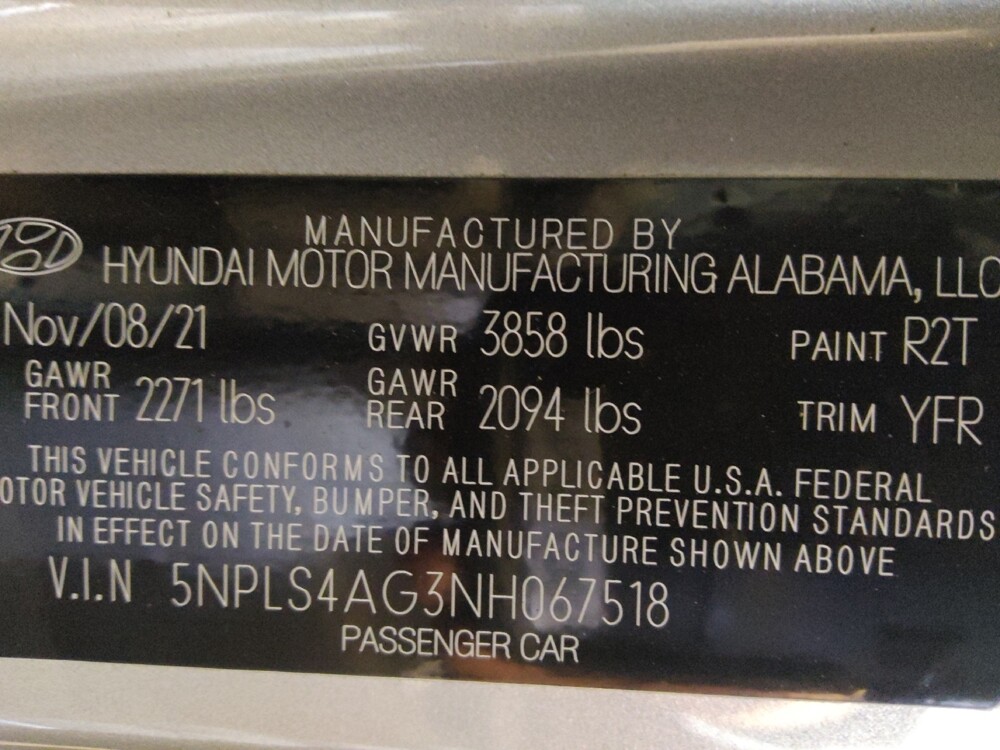 MANUFACTURED BY
HYUNDAI MOTOR MANUFACTURING ALABAMA, LLC
Nov/08/21 GVWR 3858 lbs PAINT R2T
GAWR FRONT 2271 lbs GAWR REAR 2094 lbs TRIM YFR
THIS VEHICLE CONFORMS TO ALL APPLICABLE U.S.A. FEDERAL
OTOR VEHICLE SAFETY, BUMPER, AND THEFT PREVENTION STANDARDS
IN EFFECT ON THE DATE OF MANUFACTURE SHOWN ABOVE
V.I.N 5NPLS4AG3NH067518
PASSENGER CAR